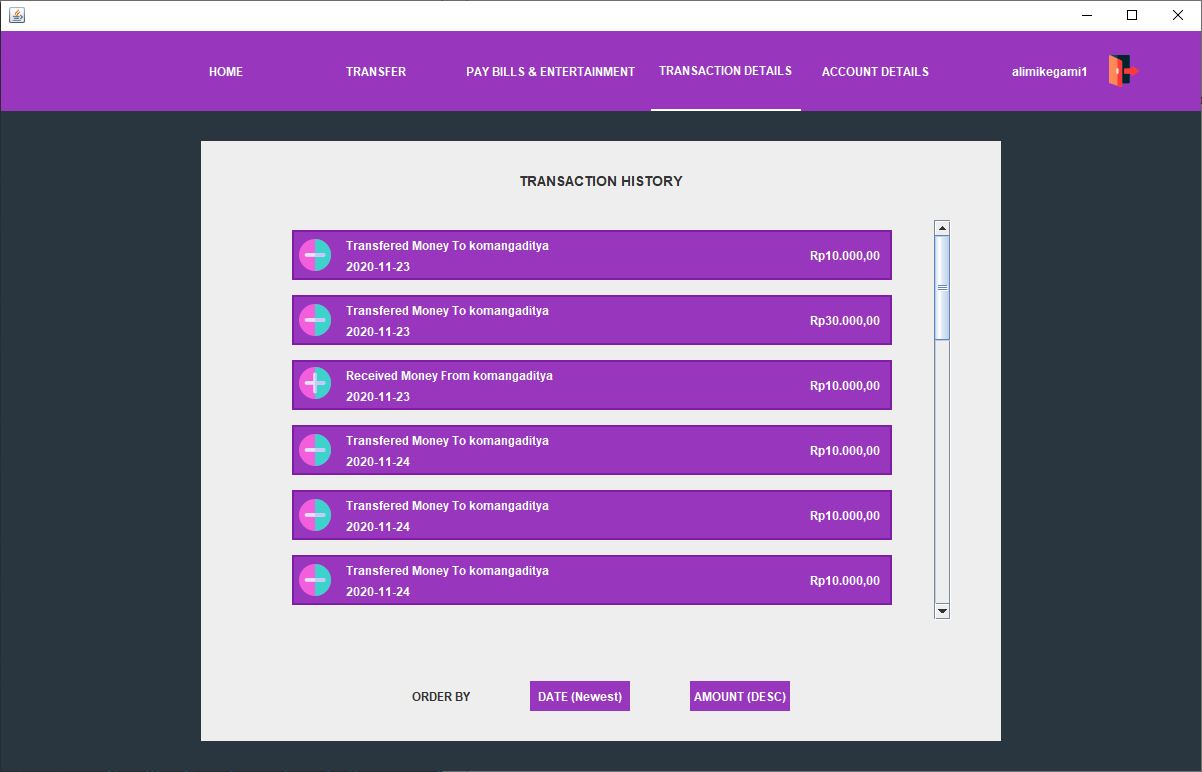 HOME
TRANSFER
PAY BILLS & ENTERTAINMENT
TRANSACTION DETAILS
ACCOUNT DETAILS
alimikegami1
TRANSACTION HISTORY
Transfered Money To komangaditya
2020-11-23
Rp10.000,00
Transfered Money To komangaditya
2020-11-23
Rp30.000,00
Received Money From komangaditya
2020-11-23
Rp10.000,00
Transfered Money To komangaditya
2020-11-24
Rp10.000,00
Transfered Money To komangaditya
2020-11-24
Rp10.000,00
Transfered Money To komangaditya
2020-11-24
Rp10.000,00
ORDER BY
DATE (Newest)
AMOUNT (DESC)